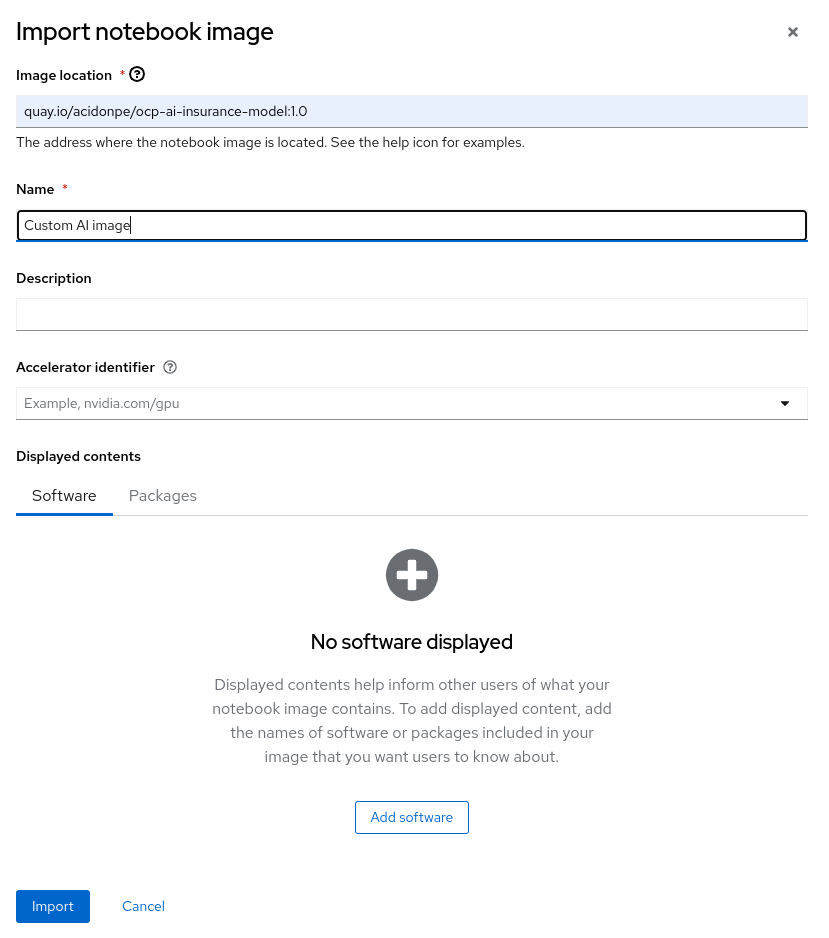 Import notebook image
Image location *
quay.io/acidonpe/ocp-ai-insurance-model:1.0
The address where the notebook image is located. See the help icon for examples.
Name *
Custom AI image
Description
Accelerator identifier
Example, nvidia.com/gpu
Displayed contents
Software Packages
No software displayed
Displayed contents help inform other users of what your
notebook image contains. To add displayed content, add
the names of software or packages included in your
image that you want users to know about.
Add software
Import Cancel